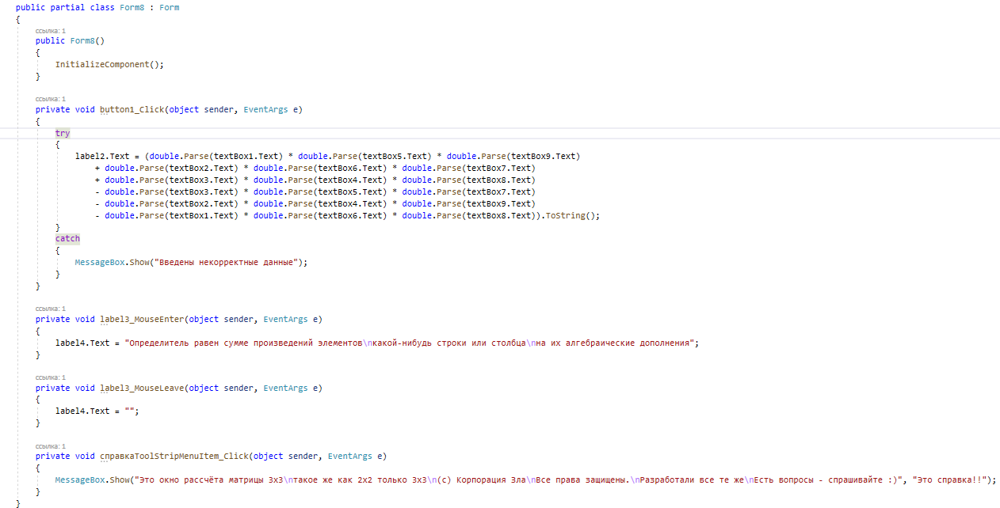 public partial class Form8 : Form
{
ссылка: 1
public Form8()
{
InitializeComponent();
}
ссылка: 1
private void button1_Click(object sender, EventArgs e)
{
try
{
label2.Text = (double.Parse(textBox1.Text) * double.Parse(textBox5.Text) * double.Parse(textBox9.Text)
+ double.Parse(textBox2.Text) * double.Parse(textBox6.Text) * double.Parse(textBox7.Text)
+ double.Parse(textBox3.Text) * double.Parse(textBox4.Text) * double.Parse(textBox8.Text)
- double.Parse(textBox3.Text) * double.Parse(textBox5.Text) * double.Parse(textBox7.Text)
- double.Parse(textBox2.Text) * double.Parse(textBox4.Text) * double.Parse(textBox9.Text)
- double.Parse(textBox1.Text) * double.Parse(textBox6.Text) * double.Parse(textBox8.Text)).ToString();
}
catch
{
MessageBox.Show("Введены некорректные данные");
}
}
ссылка: 1
private void label3_MouseEnter(object sender, EventArgs e)
{
label4.Text = "Определитель равен сумме произведений элементов\nкакой-нибудь строки или столбца\nна их алгебраические дополнения";
}
ссылка: 1
private void label3_MouseLeave(object sender, EventArgs e)
{
label4.Text = "";
}
ссылка: 1
private void справкаToolStripMenuItem_Click(object sender, EventArgs e)
{
MessageBox.Show("Это окно рассчёта матрицы 3х3\nтакое же как 2х2 только 3х3\n(с) Корпорация Зла\nВсе права защищены.\nРазработали все те же\nЕсть вопросы - спрашивайте :)", "Это справка!!");
}
}